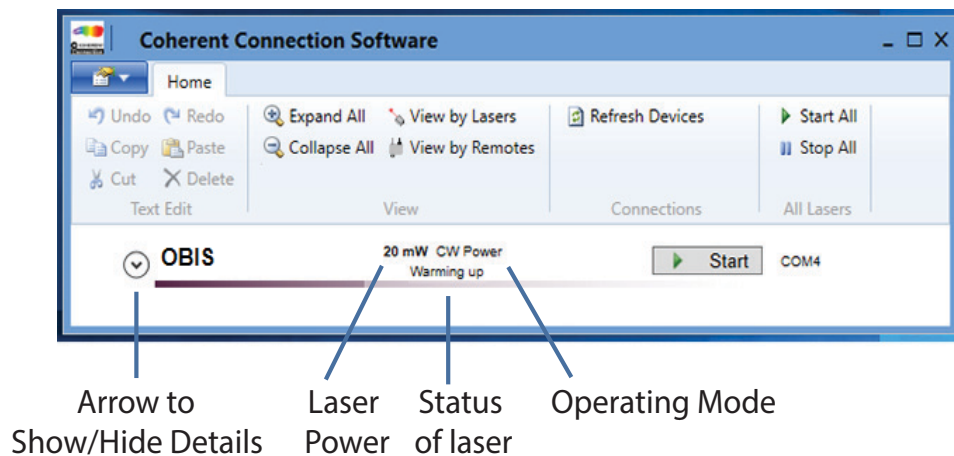 Coherent Connection Software
Home
Undo Redo Expand All View by Lasers Refresh Devices Start All
Copy Paste Collapse All View by Remotes Stop All
Cut Delete
Text Edit View Connections All Lasers
OBIS 20 mW CW Power Start COM4
Warming up
Arrow to Laser Status Operating Mode
Show/Hide Details Power of laser